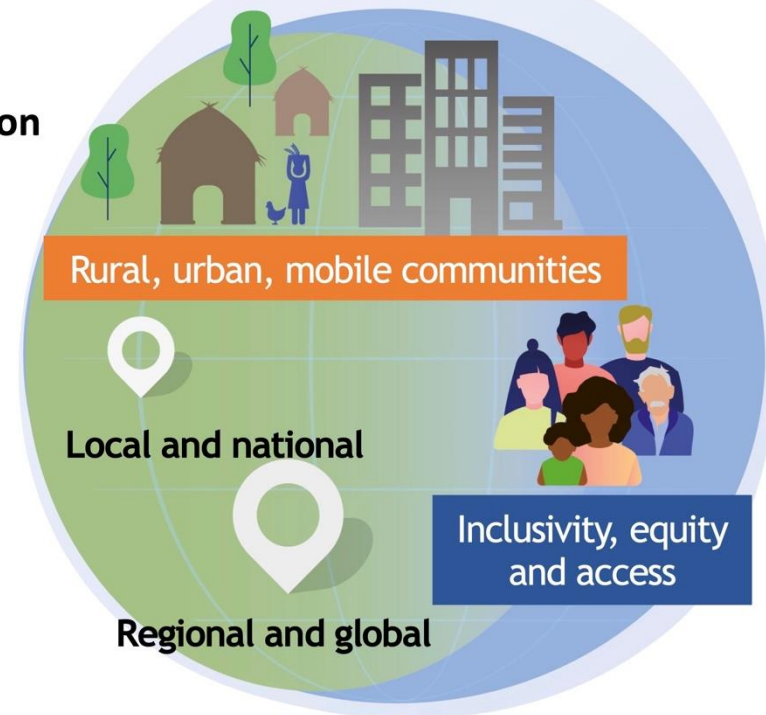 on
Rural, urban, mobile communities
Local and national
Regional and global
Inclusivity, equity
and access